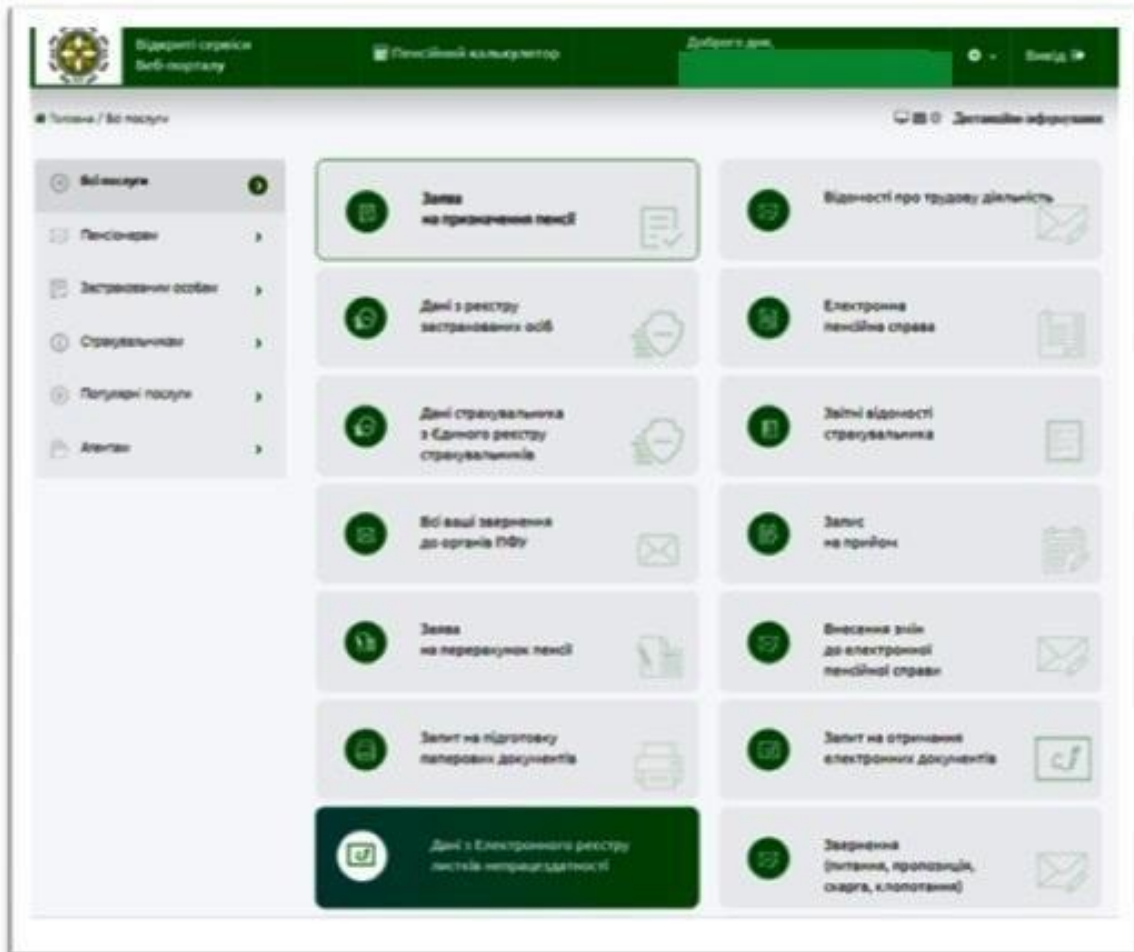 Відкриті сервіси
Веб-порталу
Пенсійний калькулятор
Доброго дня,
Вихід
Головна / Всі послуги
Дистанційне інформування
Всі послуги
Пенсіонерам
Застрахованим особам
Страхувальникам
Популярні послуги
Агентам
Заява
на призначення пенсії
Відомості про трудову діяльність
Дані з реєстру
застрахованих осіб
Електронна
пенсійна справа
Дані страхувальника
з Єдиного реєстру
страхувальників
Звітні відомості
страхувальника
Всі ваші звернення
до органів ПФУ
Запис
на прийом
Заява
на перерахунок пенсії
Внесення змін
до електронної
пенсійної справи
Запит на підготовку
паперових документів
Запит на отримання
електронних документів
Дані з Електронного реєстру
листків непрацездатності
Звернення
(питання, пропозиція,
скарга, клопотання)